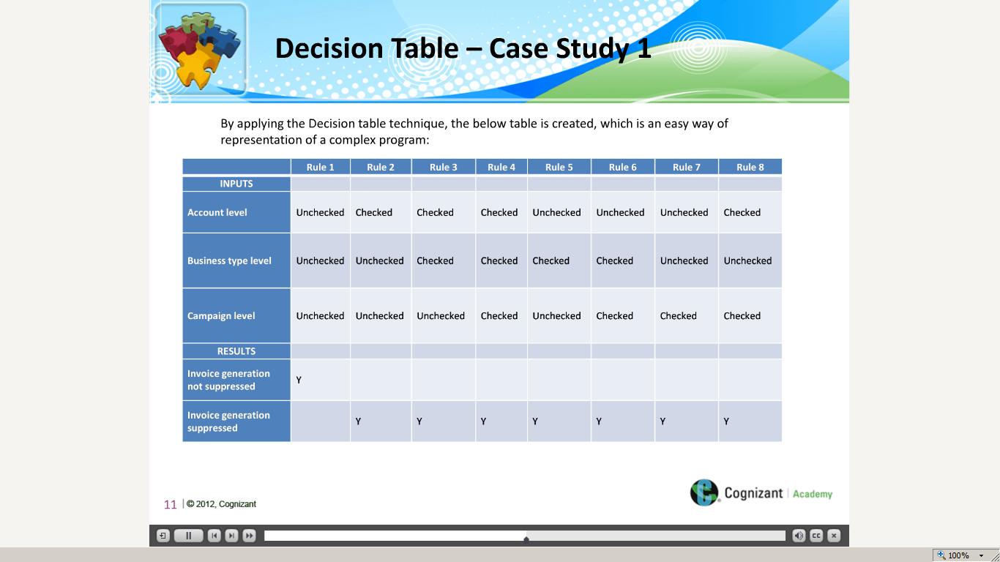 Decision Table – Case Study 1
By applying the Decision table technique, the below table is created, which is an easy way of
representation of a complex program:
Rule 1 Rule 2 Rule 3 Rule 4 Rule 5 Rule 6 Rule 7 Rule 8
INPUTS
Account level Unchecked Checked Checked Checked Unchecked Unchecked Unchecked Checked
Business type level Unchecked Unchecked Checked Checked Checked Checked Unchecked Unchecked
Campaign level Unchecked Unchecked Unchecked Checked Unchecked Checked Checked Checked
RESULTS
Invoice generation
not suppressed Y
Invoice generation
suppressed Y Y Y Y Y Y Y
Cognizant | Academy
11 | © 2012, Cognizant
CC
100%